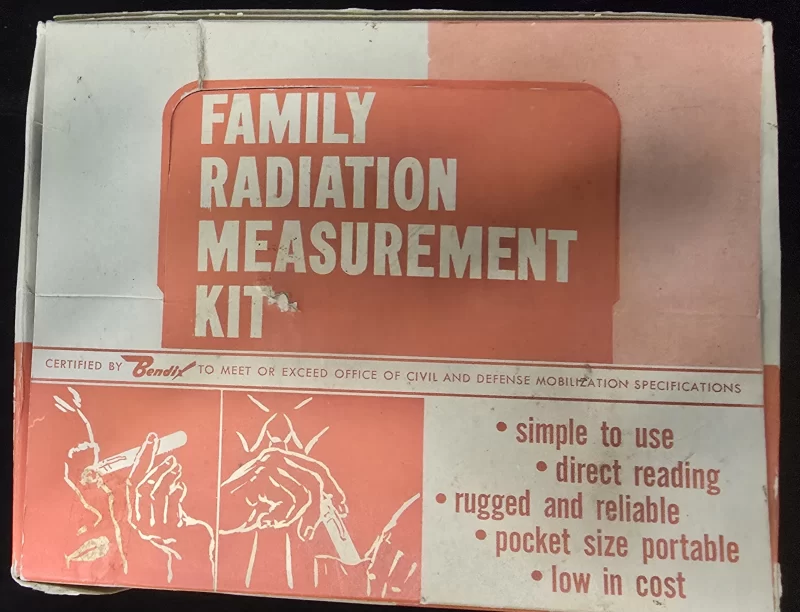 FAMILY
RADIATION
MEASUREMENT
KIT
CERTIFIED BY Bendix TO MEET OR EXCEED OFFICE OF CIVIL AND DEFENSE MOBILIZATION SPECIFICATIONS
• simple to use
• direct reading
• rugged and reliable
• pocket size portable
• low in cost